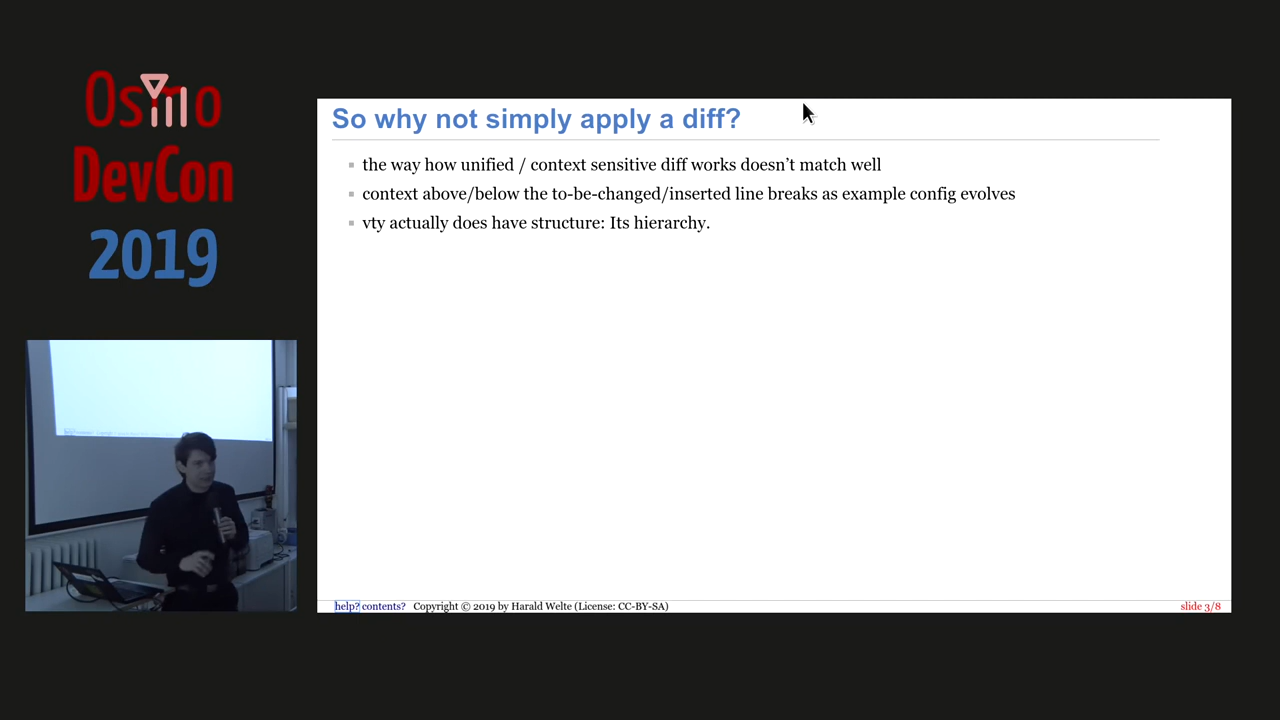 Osmo
DevCon
2019
So why not simply apply a diff?
the way how unified / context sensitive diff works doesn’t match well
context above/below the to-be-changed/inserted line breaks as example config evolves
vty actually does have structure: Its hierarchy.
help? contents? Copyright © 2019 by Harald Welte (License: CC-BY-SA)
slide 3/8